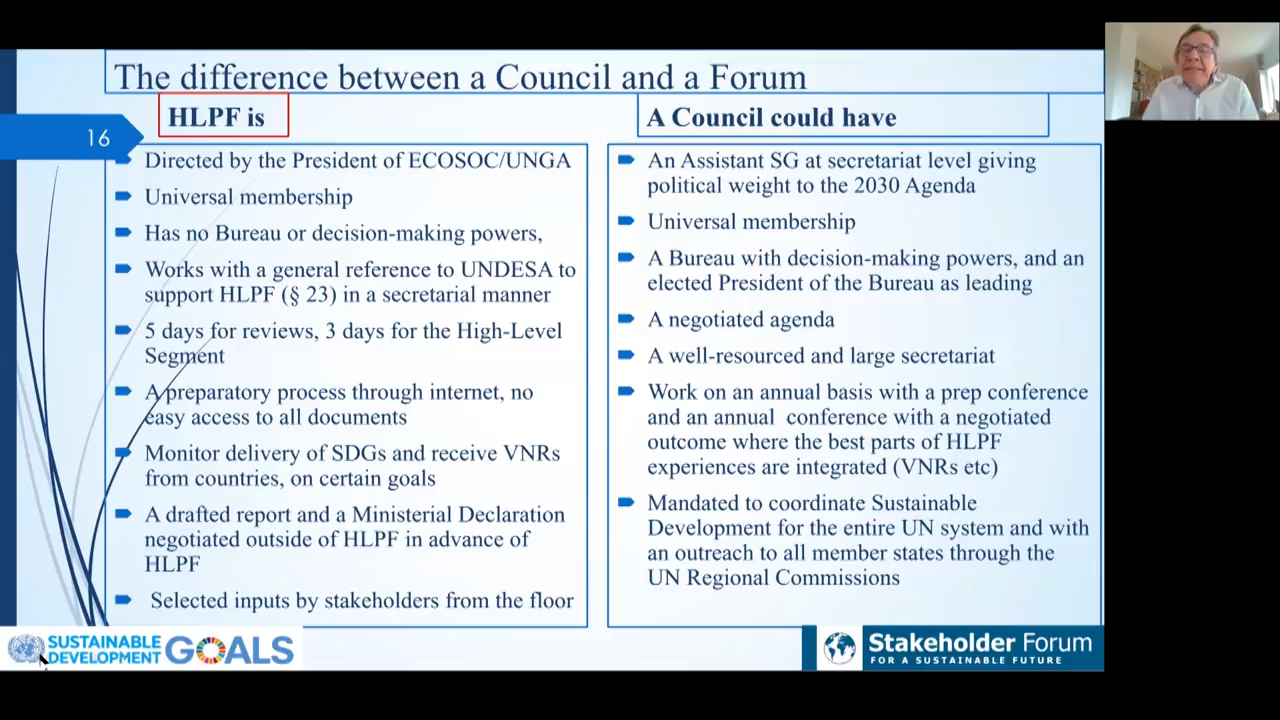 The difference between a Council and a Forum
HLPF is
16
Directed by the President of ECOSOC/UNGA
Universal membership
Has no Bureau or decision-making powers,
Works with a general reference to UNDESA to
support HLPF (§ 23) in a secretarial manner
5 days for reviews, 3 days for the High-Level
Segment
A preparatory process through internet, no
easy access to all documents
Monitor delivery of SDGs and receive VNRs
from countries, on certain goals
A drafted report and a Ministerial Declaration
negotiated outside of HLPF in advance of
HLPF
Selected inputs by stakeholders from the floor
A Council could have
An Assistant SG at secretariat level giving
political weight to the 2030 Agenda
Universal membership
A Bureau with decision-making powers, and an
elected President of the Bureau as leading
A negotiated agenda
A well-resourced and large secretariat
Work on an annual basis with a prep conference
and an annual conference with a negotiated
outcome where the best parts of HLPF
experiences are integrated (VNRs etc)
Mandated to coordinate Sustainable
Development for the entire UN system and with
an outreach to all member states through the
UN Regional Commissions
SUSTAINABLE
DEVELOPMENT
GOALS
Stakeholder Forum
FOR A SUSTAINABLE FUTURE